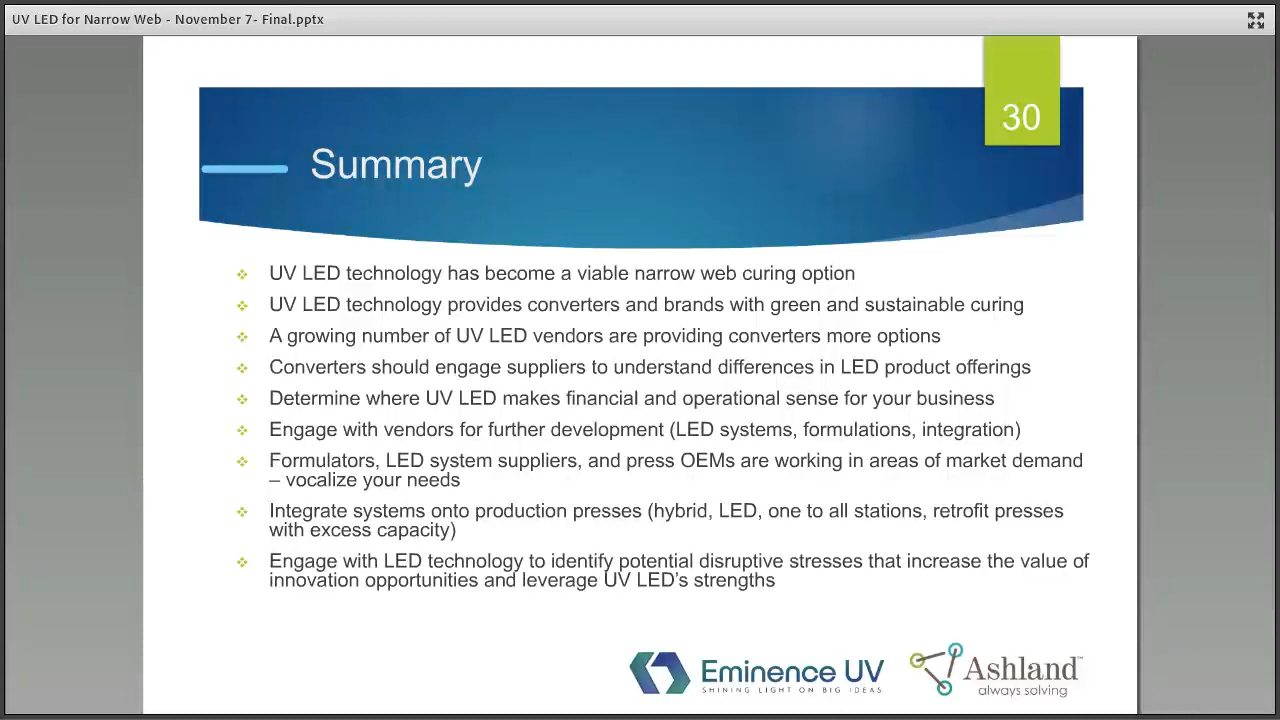 UV LED for Narrow Web - November 7- Final.pptx
30
Summary
UV LED technology has become a viable narrow web curing option
UV LED technology provides converters and brands with green and sustainable curing
A growing number of UV LED vendors are providing converters more options
Converters should engage suppliers to understand differences in LED product offerings
Determine where UV LED makes financial and operational sense for your business
Engage with vendors for further development (LED systems, formulations, integration)
Formulators, LED system suppliers, and press OEMs are working in areas of market demand
– vocalize your needs
Integrate systems onto production presses (hybrid, LED, one to all stations, retrofit presses
with excess capacity)
Engage with LED technology to identify potential disruptive stresses that increase the value of
innovation opportunities and leverage UV LED’s strengths
Eminence UV
SHINING LIGHT ON BIG IDEAS
Ashland™
always solving